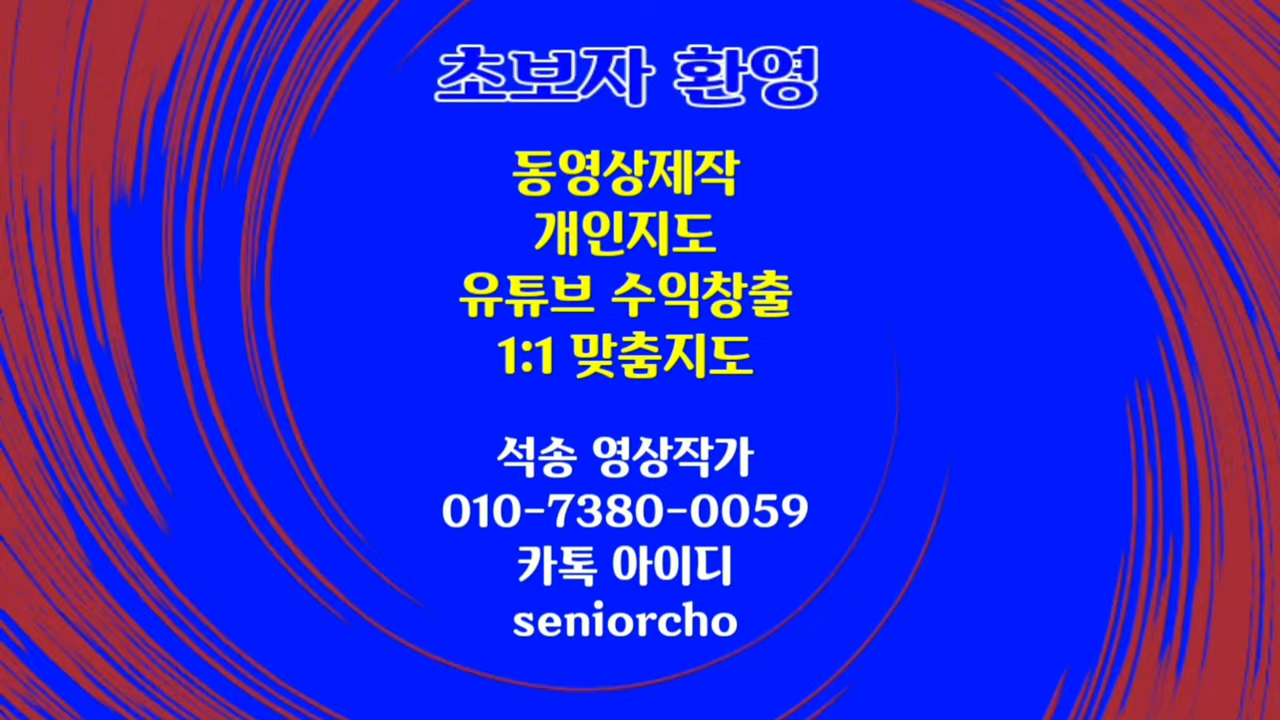 초보자 환영
동영상제작
개인지도
유튜브 수익창출
1:1 맞춤지도
석송 영상작가
010-7380-0059
카톡 아이디
seniorcho